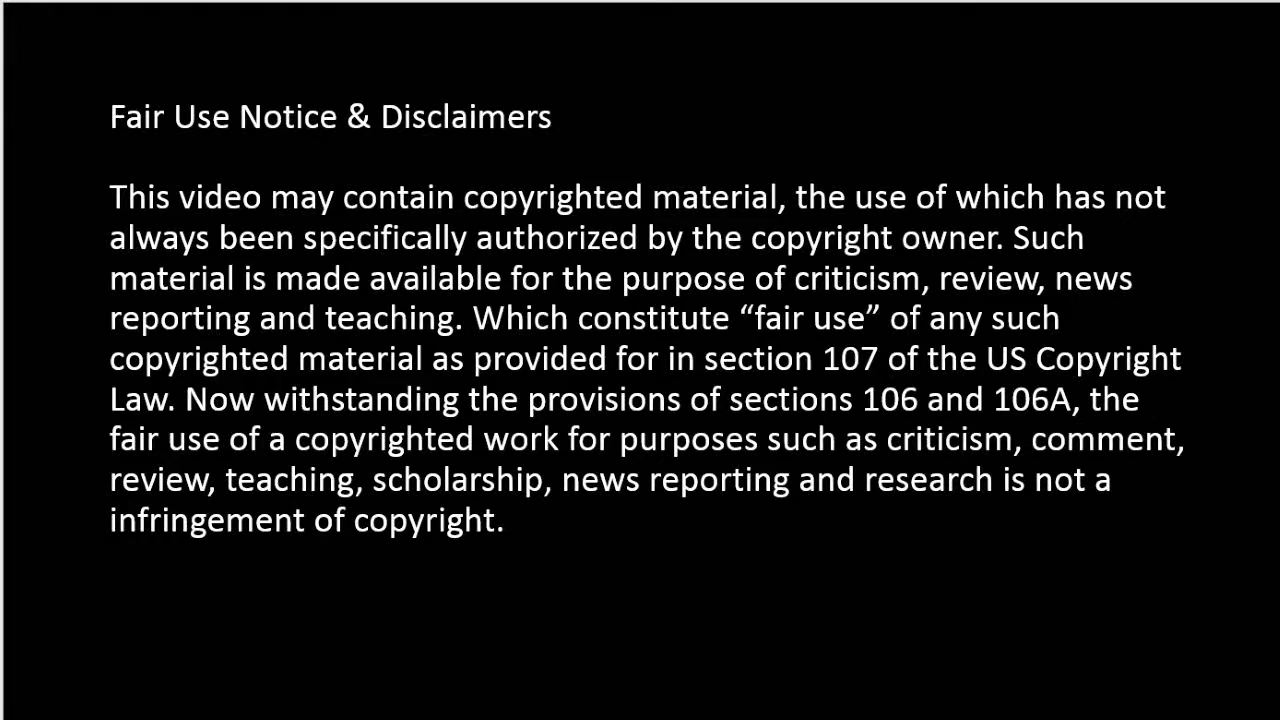 Fair Use Notice & Disclaimers
This video may contain copyrighted material, the use of which has not
always been specifically authorized by the copyright owner. Such
material is made available for the purpose of criticism, review, news
reporting and teaching. Which constitute “fair use” of any such
copyrighted material as provided for in section 107 of the US Copyright
Law. Now withstanding the provisions of sections 106 and 106A, the
fair use of a copyrighted work for purposes such as criticism, comment,
review, teaching, scholarship, news reporting and research is not a
infringement of copyright.